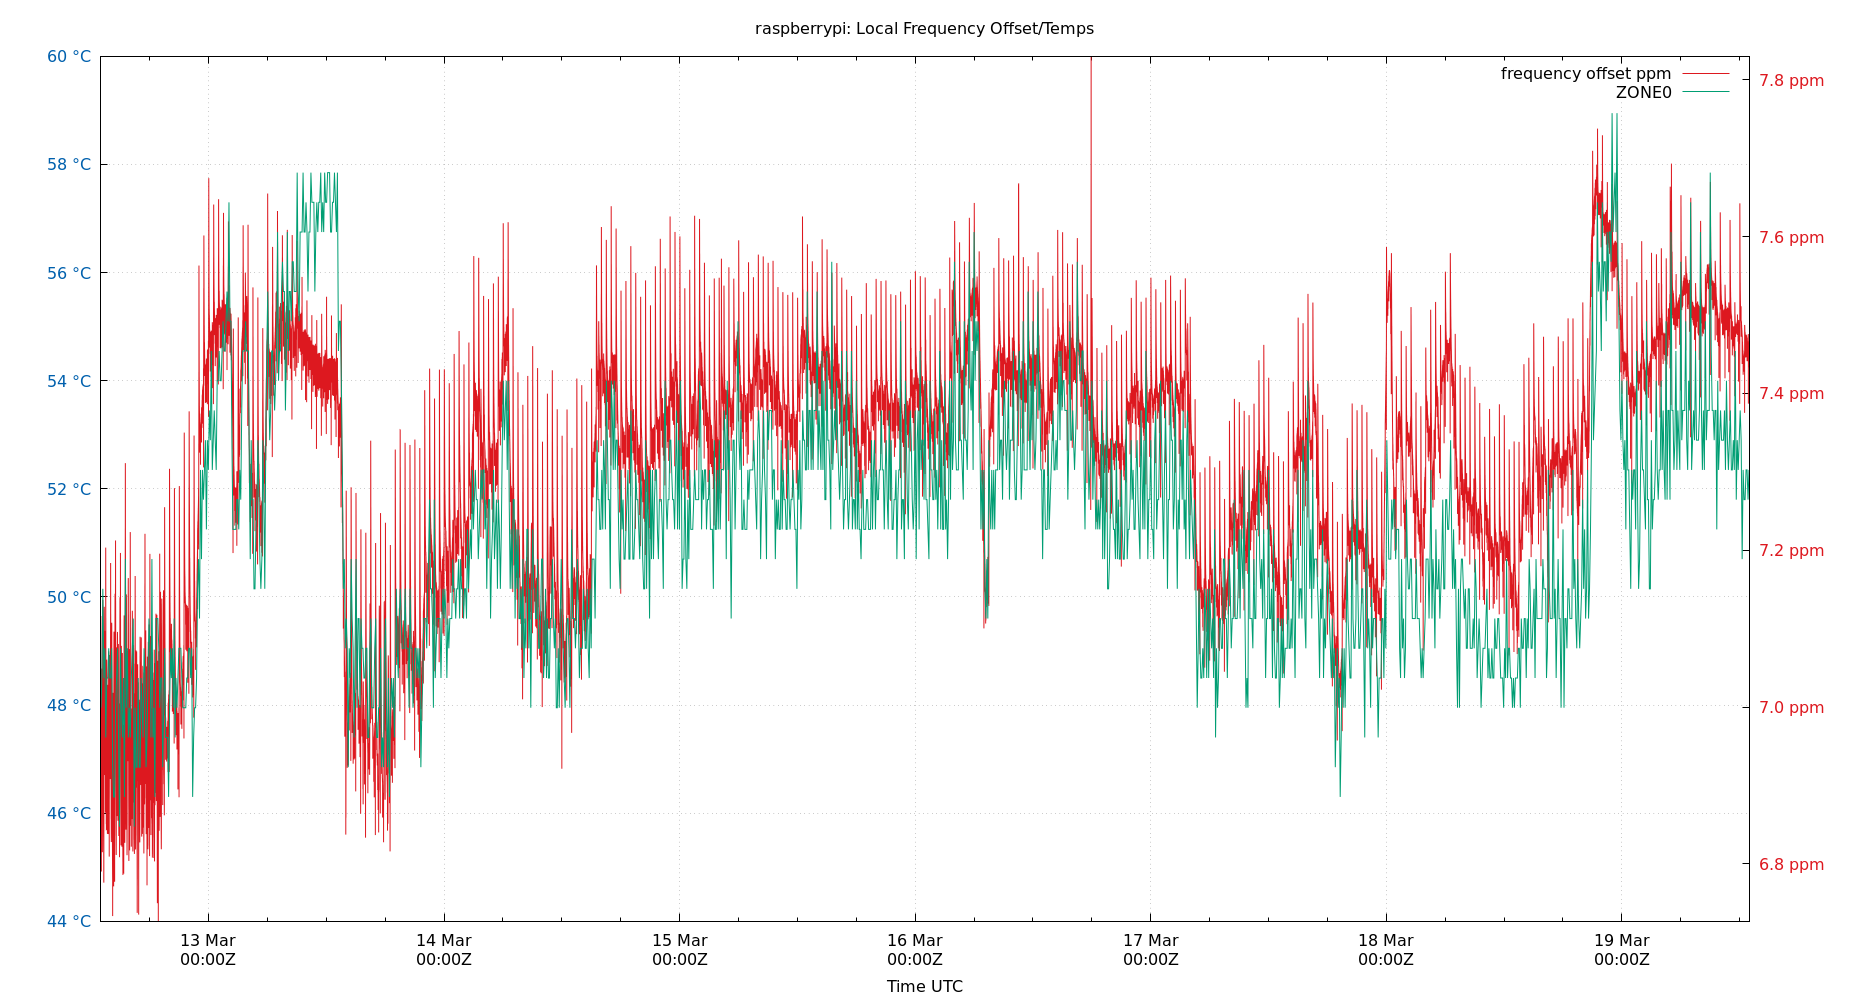 raspberrypi: Local Frequency Offset/Temps
60 °C
58 °C
56 °C
54 °C
52 °C
50 °C
48 °C
46 °C
44 °C
frequency offset ppm
ZONE0
7.8 ppm
7.6 ppm
7.4 ppm
7.2 ppm
7.0 ppm
6.8 ppm
13 Mar 14 Mar 15 Mar 16 Mar 17 Mar 18 Mar 19 Mar
00:00Z 00:00Z 00:00Z 00:00Z 00:00Z 00:00Z 00:00Z
Time UTC